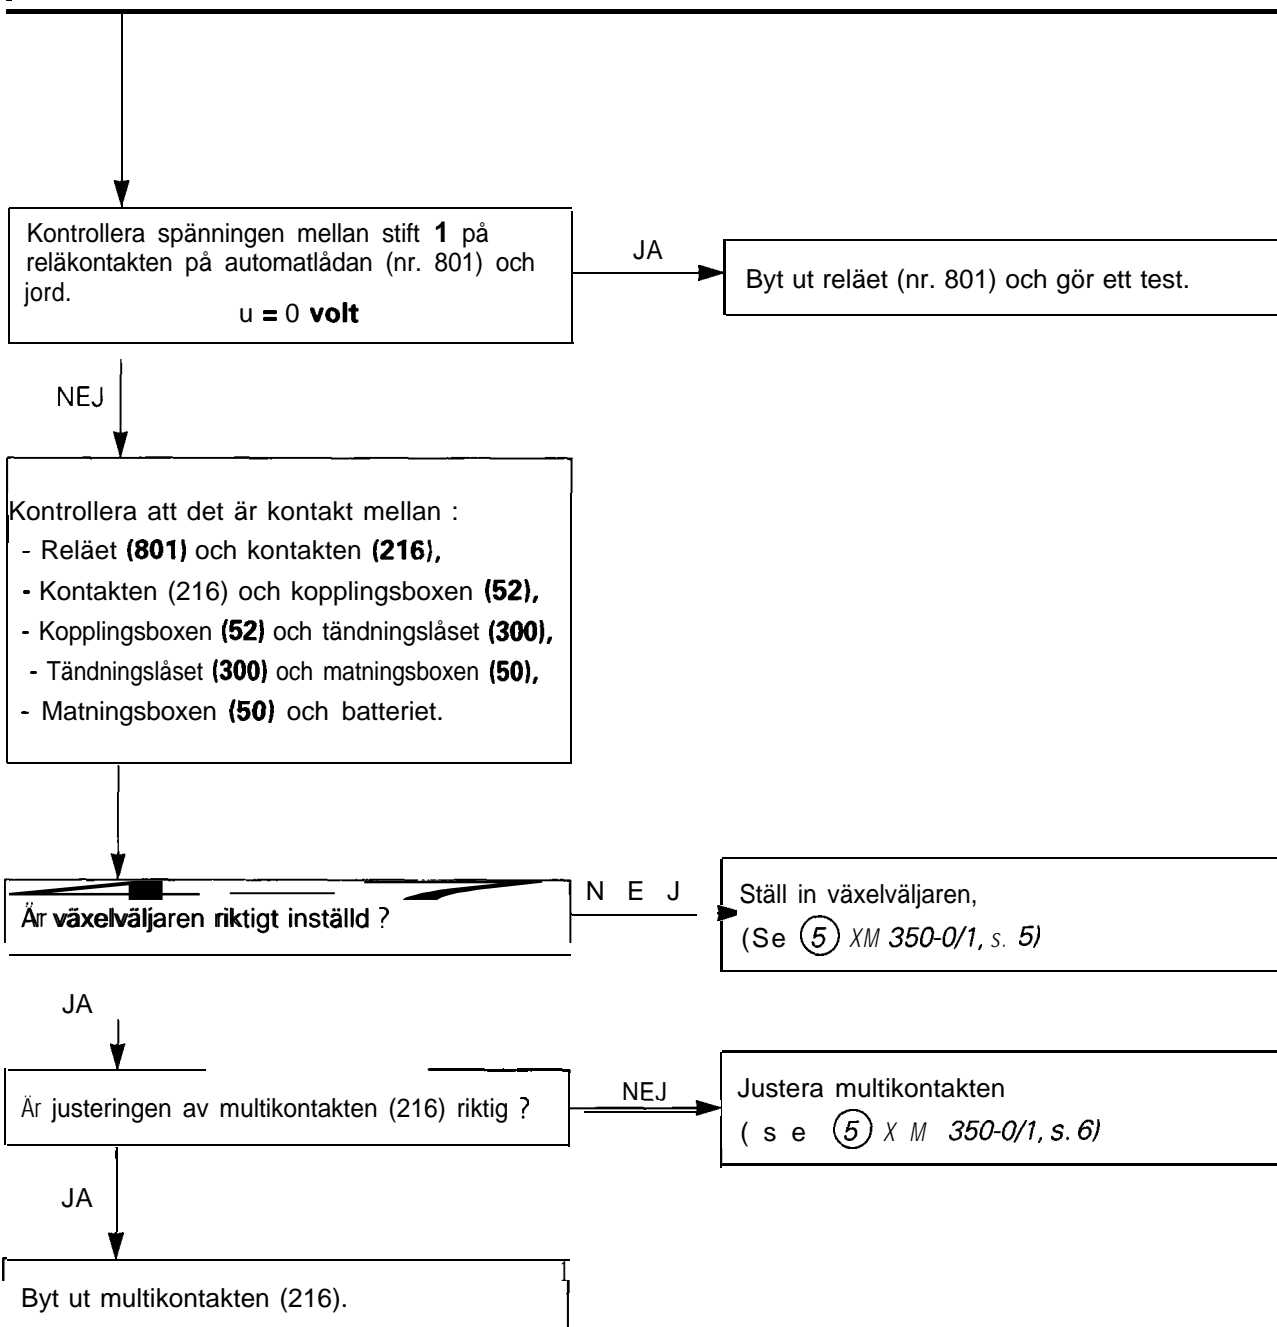 Kontrollera spänningen mellan stift 1 på
reläkontakten på automatlådan (nr. 801) och
jord.
u = 0 volt
JA
Byt ut reläet (nr. 801) och gör ett test.
NEJ
Kontrollera att det är kontakt mellan :
- Reläet (801) och kontakten (216),
- Kontakten (216) och kopplingsboxen (52),
- Kopplingsboxen (52) och tändningslåset (300),
- Tändningslåset (300) och matningsboxen (50),
- Matningsboxen (50) och batteriet.
Är växelväljaren riktigt inställd ?
N E J
Ställ in växelväljaren,
(Se (5) XM 350-0/1, s. 5)
JA
Är justeringen av multikontakten (216) riktig ?
NEJ
Justera multikontakten
( s e (5) X M 350-0/1, s. 6)
JA
Byt ut multikontakten (216).